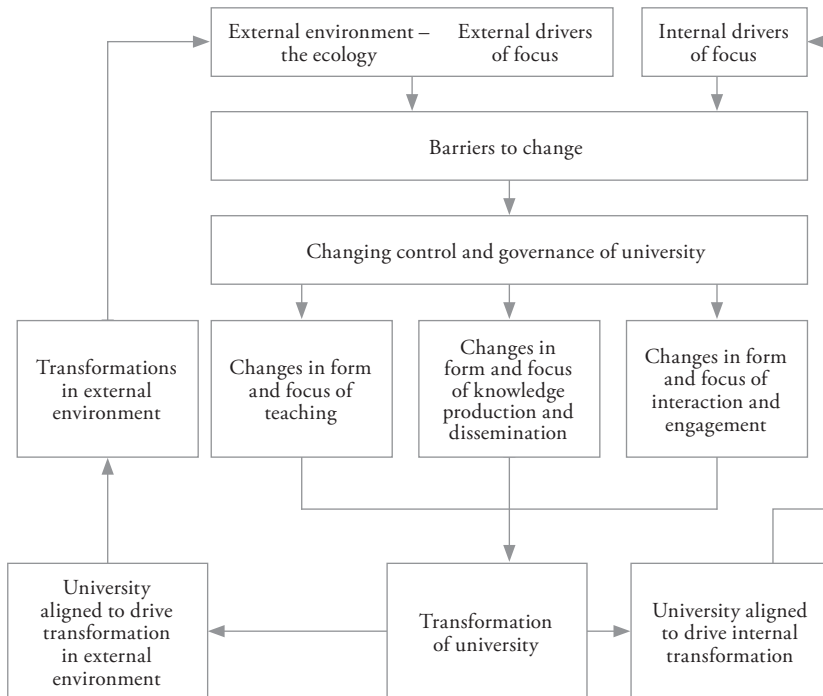 External environment –
the ecology
External drivers
of focus
Internal drivers
of focus
Barriers to change
Changing control and governance of university
Transformations
in external
environment
Changes in form
and focus of
teaching
Changes in
form and focus
of knowledge
production and
dissemination
Changes in form
and focus of
interaction and
engagement
University
aligned to drive
transformation
in external
environment
Transformation
of university
University aligned
to drive internal
transformation